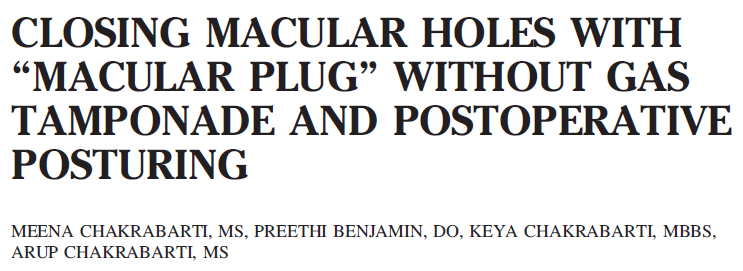 CLOSING MACULAR HOLES WITH
“MACULAR PLUG” WITHOUT GAS
TAMPONADE AND POSTOPERATIVE
POSTURING
MEENA CHAKRABARTI, MS, PREETHI BENJAMIN, DO, KEYA CHAKRABARTI, MBBS,
ARUP CHAKRABARTI, MS